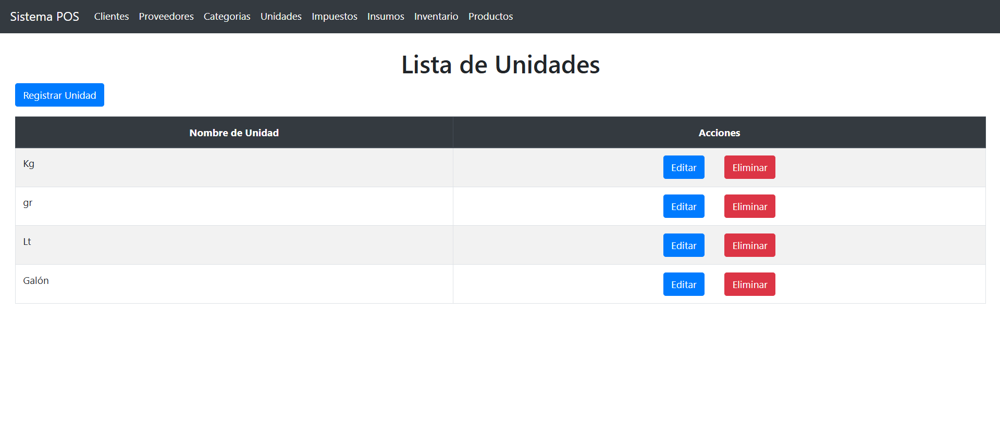 Sistema POS Clientes Proveedores Categorias Unidades Impuestos Insumos Inventario Productos
Lista de Unidades
Registrar Unidad
Nombre de Unidad Acciones
Kg Editar Eliminar
gr Editar Eliminar
Lt Editar Eliminar
Galón Editar Eliminar